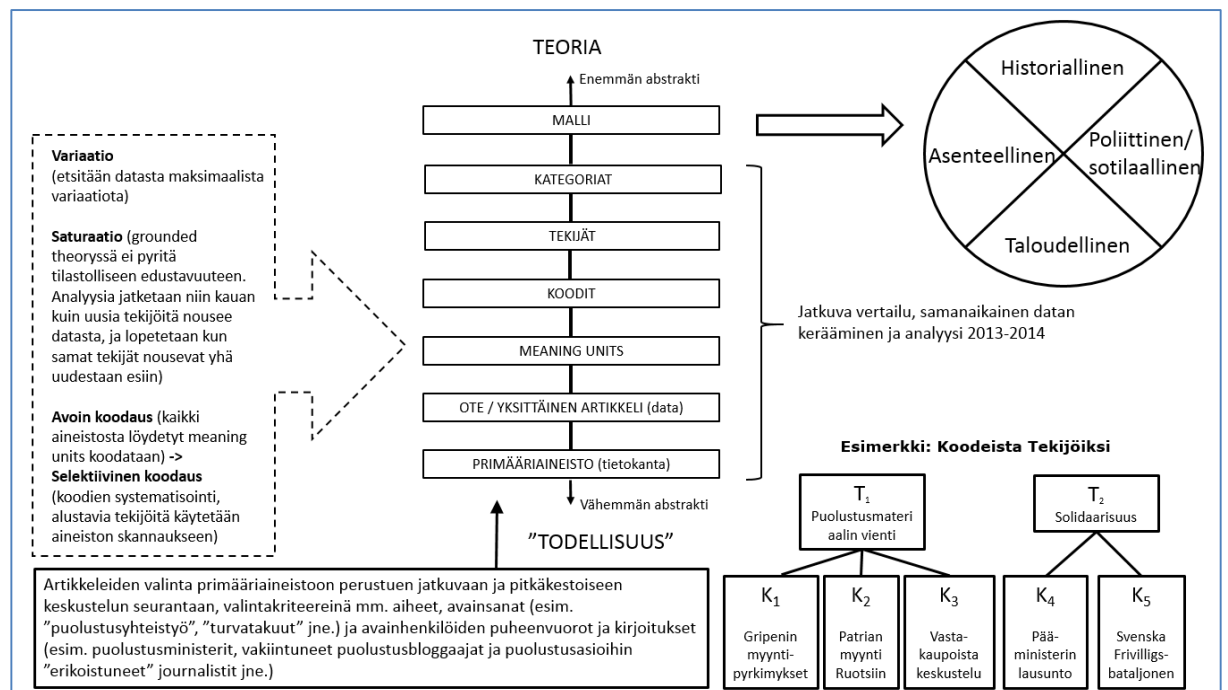 TEORIA
Enemmän abstrakti
MALLI
KATEGORIAT
TEKIJÄT
KOODIT
MEANING UNITS
OTE / YKSITTÄINEN ARTIKKELI (data)
PRIMÄÄRIAINEISTO (tietokanta)
Vähemmän abstrakti
”TODELLISUUS”
Variaatio
(etsitään datasta maksimaalista
variaatiota)
Saturaatio (grounded
theoryssä ei pyritä
tilastolliseen edustavuuteen.
Analyysia jatketaan niin kauan
kuin uusia tekijöitä nousee
datasta, ja lopetetaan kun
samat tekijät nousevat yhä
uudestaan esiin)
Avoin koodaus (kaikki
aineistosta löydetyt meaning
units koodataan) ->
Selektiivinen koodaus
(koodien systematisointi,
alustavia tekijöitä käytetään
aineiston skannaukseen)
Historiallinen
Asenteellinen
Poliittinen/
sotilaallinen
Taloudellinen
Jatkuva vertailu, samanaikainen datan
kerääminen ja analyysi 2013-2014
Artikkeleiden valinta primääriaineistoon perustuen jatkuvaan ja pitkäkestoiseen
keskustelun seurantaan, valintakriteereinä mm. aiheet, avainsanat (esim.
”puolustusyhteistyö”, ”turvatakuut” jne.) ja avainhenkilöiden puheenvuorot ja kirjoitukset
(esim. puolustusministerit, vakiintuneet puolustusbloggaajat ja puolustusasioihin
”erikoistuneet” journalistit jne.)
Esimerkki: Koodeista Tekijöiksi
T1
Puolustusmateri
aalin vienti
T2
Solidaarisuus
K1
Gripenin
myynti-
pyrkimykset
K2
Patrian
myynti
Ruotsiin
K3
Vasta-
kaupoista
keskustelu
K4
Pää-
ministerin
lausunto
K5
Svenska
Frivilligs-
bataljonen